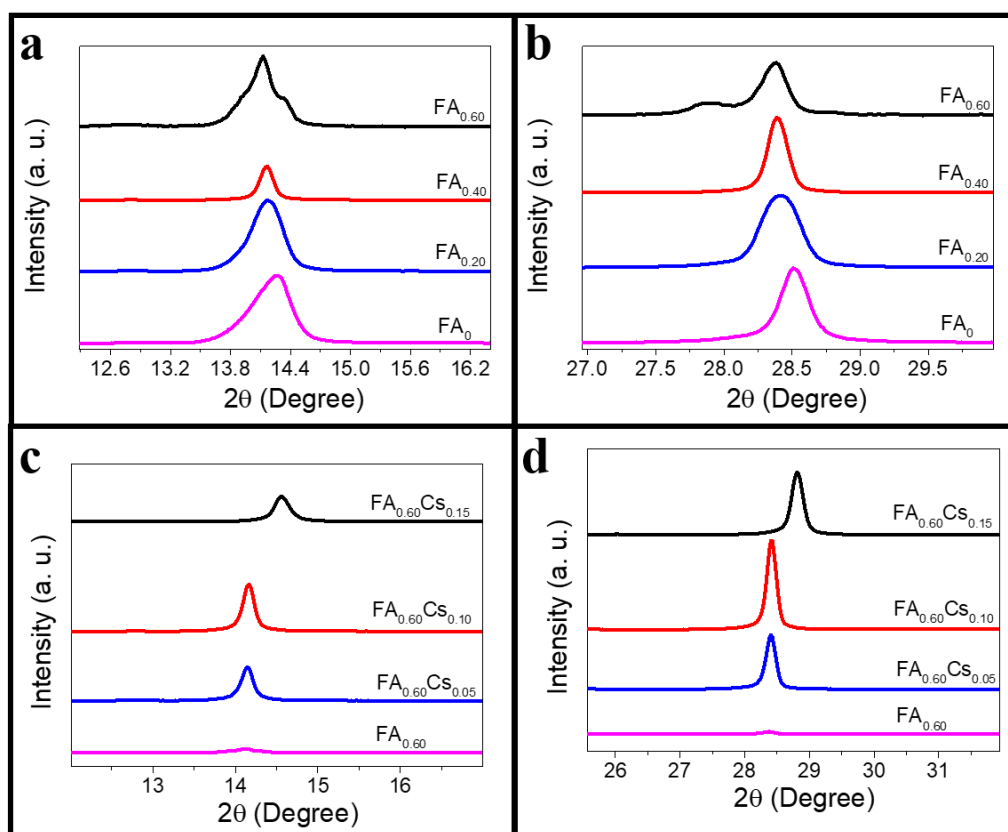 a
Intensity (a. u.)
FA0.60
FA0.40
FA0.20
FA0
12.6 13.2 13.8 14.4 15.0 15.6 16.2
2θ (Degree)
b
Intensity (a. u.)
FA0.60
FA0.40
FA0.20
FA0
27.0 27.5 28.0 28.5 29.0 29.5
2θ (Degree)
c
Intensity (a. u.)
FA0.60Cs0.15
FA0.60Cs0.10
FA0.60Cs0.05
FA0.60
13 14 15 16
2θ (Degree)
d
Intensity (a. u.)
FA0.60Cs0.15
FA0.60Cs0.10
FA0.60Cs0.05
FA0.60
26 27 28 29 30 31
2θ (Degree)